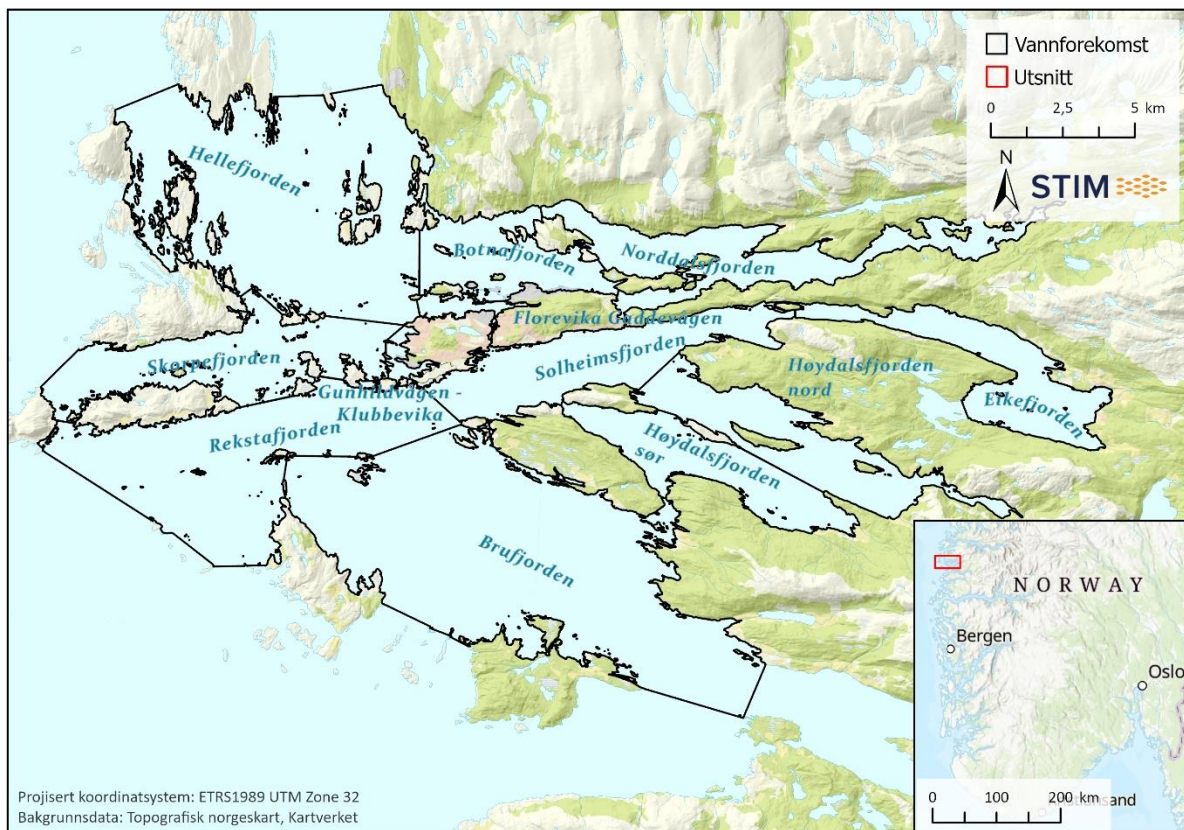 Vannforekomst
Utsnitt
0 2,5 5 km
N
STIM
Hellefjorden
Botnafjorden
Norddalsfjorden
Florevika Gaddevågen
Skorpefjorden
Solheimsfjorden
Høydalsfjorden
nord
Gunhildvågen -
Klubbevika
Eikefjorden
Rekstafjorden
Høydalsfjorden
sør
Brufjorden
NORWAY
Bergen
Oslo
0 100 200 km
Projisert koordinatsystem: ETRS1989 UTM Zone 32
Bakgrunnsdata: Topografisk norgeskart, Kartverket